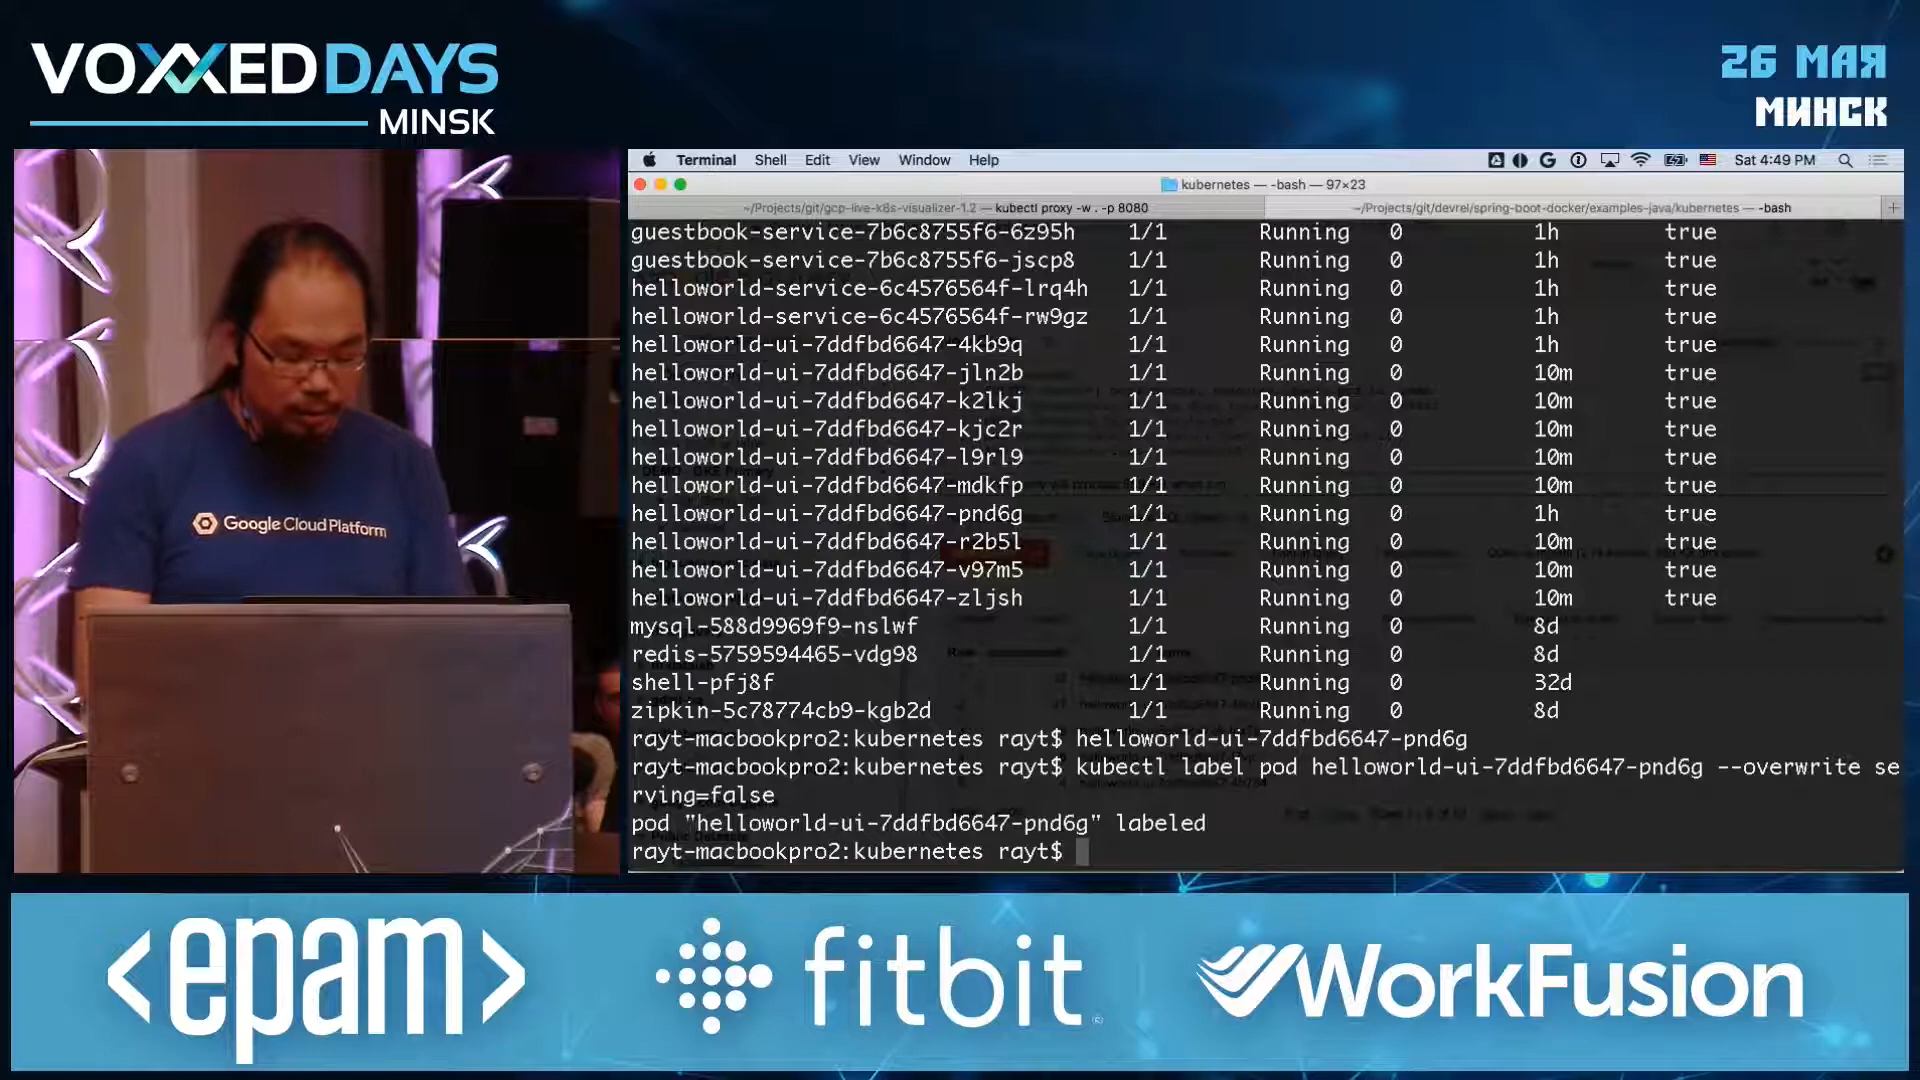 VOXXEDDAYS
MINSK
26 МАЯ
МИНСК
Terminal Shell Edit View Window Help
Sat 4:49 PM
kubernetes — -bash — 97×23
~/Projects/git/gcp-live-k8s-visualizer-1.2 — kubectl proxy -w . -p 8080
~/Projects/git/devrel/spring-boot-docker/examples-java/kubernetes — -bash
guestbook-service-7b6c8755f6-6z95h 1/1 Running 0 1h true
guestbook-service-7b6c8755f6-jscp8 1/1 Running 0 1h true
helloworld-service-6c4576564f-lrq4h 1/1 Running 0 1h true
helloworld-service-6c4576564f-rw9gz 1/1 Running 0 1h true
helloworld-ui-7ddfbd6647-4kb9q 1/1 Running 0 1h true
helloworld-ui-7ddfbd6647-jln2b 1/1 Running 0 10m true
helloworld-ui-7ddfbd6647-k2lkj 1/1 Running 0 10m true
helloworld-ui-7ddfbd6647-kjc2r 1/1 Running 0 10m true
helloworld-ui-7ddfbd6647-l9rl9 1/1 Running 0 10m true
helloworld-ui-7ddfbd6647-mdkfp 1/1 Running 0 10m true
helloworld-ui-7ddfbd6647-pnd6g 1/1 Running 0 1h true
helloworld-ui-7ddfbd6647-r2b5l 1/1 Running 0 10m true
helloworld-ui-7ddfbd6647-v97m5 1/1 Running 0 10m true
helloworld-ui-7ddfbd6647-zljsh 1/1 Running 0 10m true
mysql-588d9969f9-nslwf 1/1 Running 0 8d
redis-5759594465-vdg98 1/1 Running 0 8d
shell-pfj8f 1/1 Running 0 32d
zipkin-5c78774cb9-kgb2d 1/1 Running 0 8d
rayt-macbookpro2:kubernetes rayt$ helloworld-ui-7ddfbd6647-pnd6g
rayt-macbookpro2:kubernetes rayt$ kubectl label pod helloworld-ui-7ddfbd6647-pnd6g --overwrite se
rving=false
pod "helloworld-ui-7ddfbd6647-pnd6g" labeled
rayt-macbookpro2:kubernetes rayt$
Google Cloud Platform
<epam>
fitbit
WorkFusion